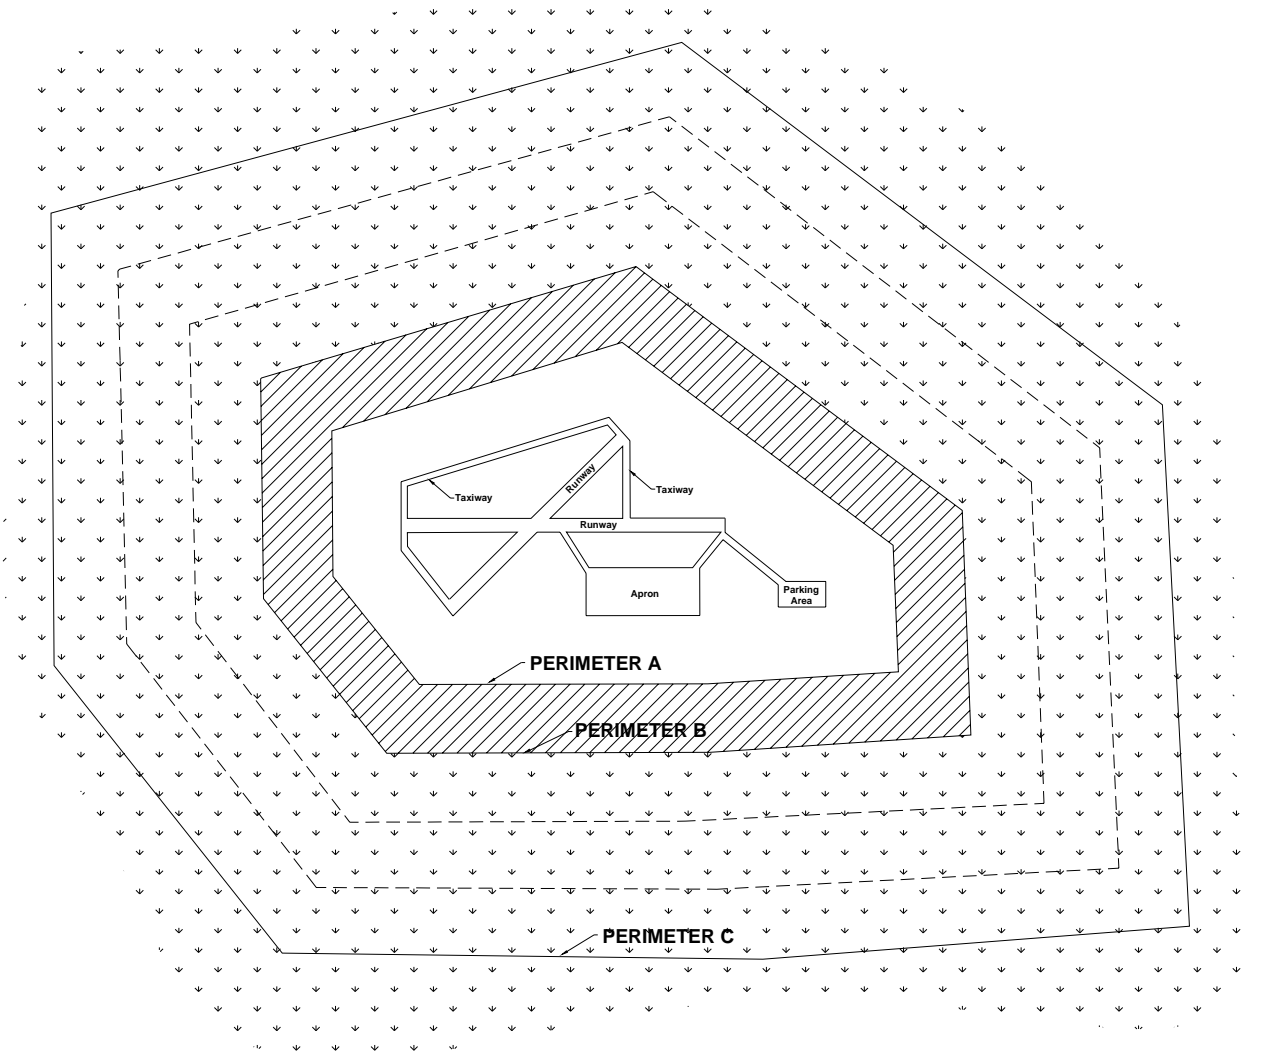 Runway
Taxiway
Taxiway
Runway
Apron
Parking
Area
PERIMETER A
PERIMETER B
PERIMETER C